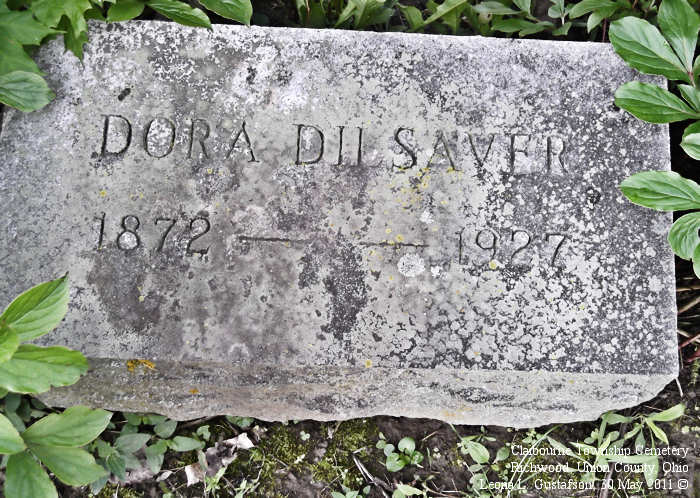 DORA DILSAVER
1872 — 1927
Claibourne Township Cemetery
Richwood, Union County, Ohio
Leona L. Gustafson, 30 May 2011 ©